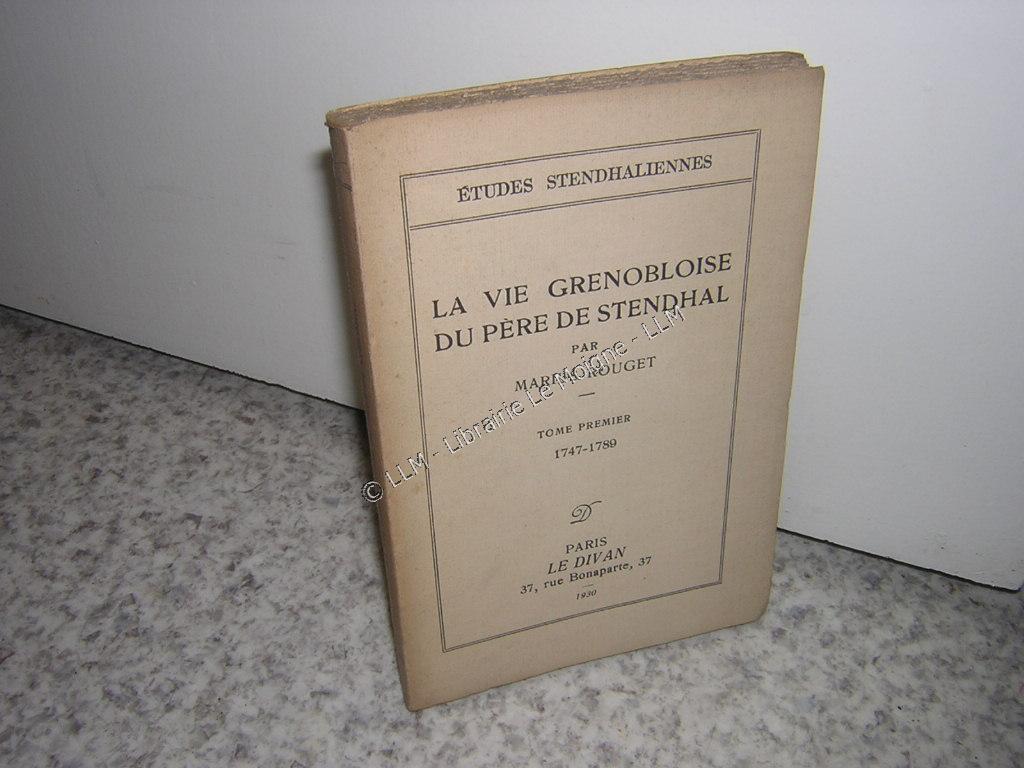 ÉTUDES STENDHALIENNES
LA VIE GRENOBLOISE
DU PÈRE DE STENDHAL
PAR
ROUGET
TOME PREMIER
1747-1789
D
PARIS
LE DIVAN
37, rue Bonaparte, 37
1930
© LLM - Librairie Le Moigne - LLM